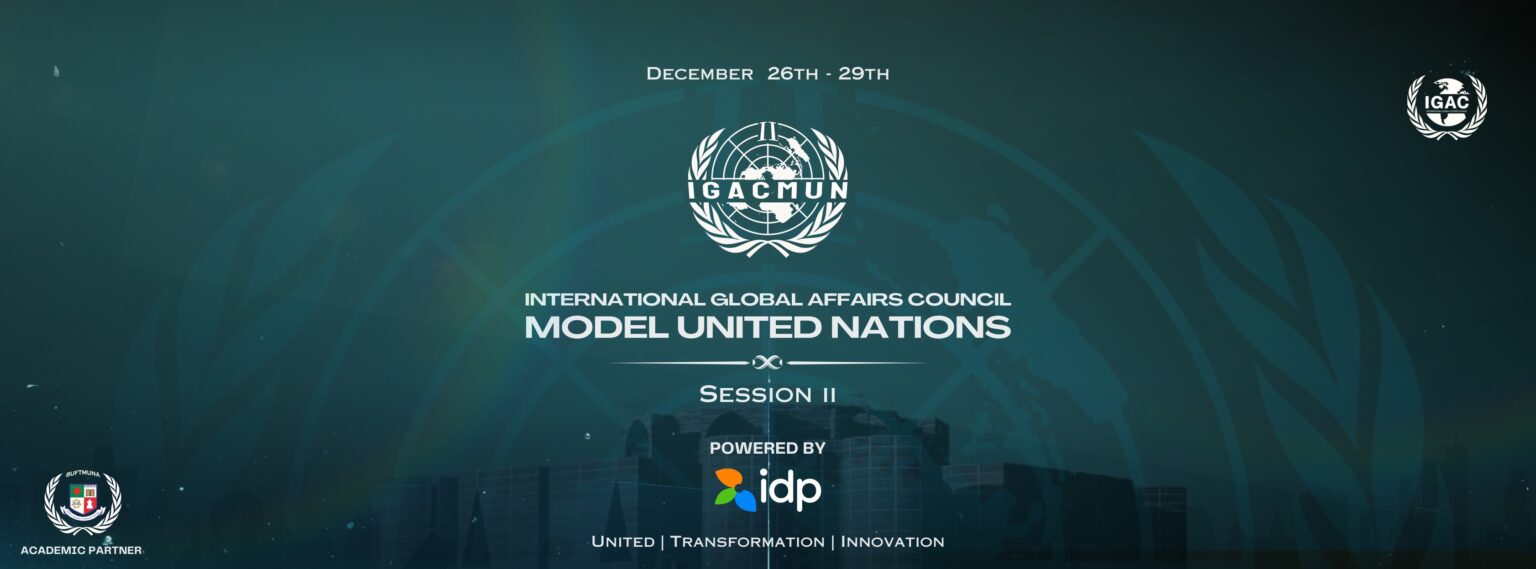 December 26th - 29th
IGAC
II
IGACMUN
INTERNATIONAL GLOBAL AFFAIRS COUNCIL
MODEL UNITED NATIONS
Session II
POWERED BY
idp
BUFTMUNA
ACADEMIC PARTNER
United | Transformation | Innovation